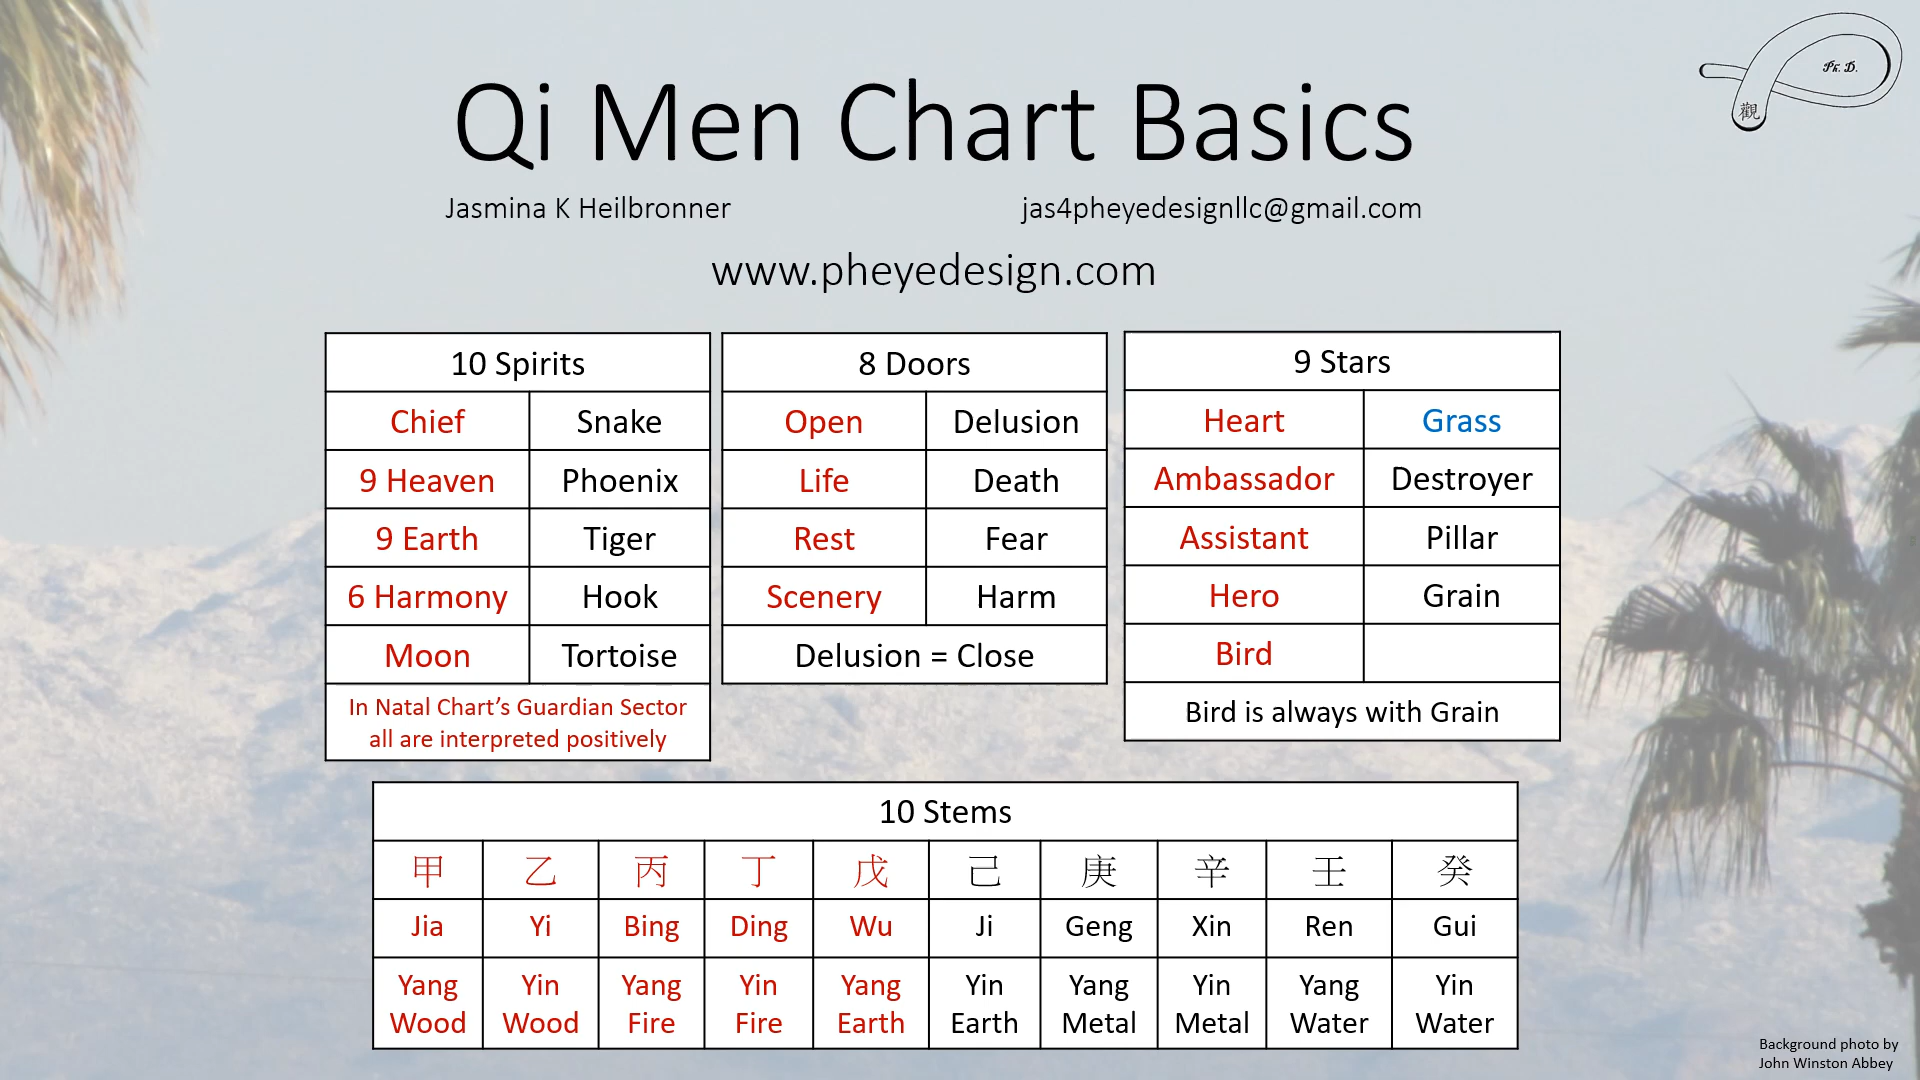 Ph. D.
觀
Qi Men Chart Basics
Jasmina K Heilbronner jas4pheyedesignllc@gmail.com
www.pheyedesign.com
10 Spirits
Chief Snake
9 Heaven Phoenix
9 Earth Tiger
6 Harmony Hook
Moon Tortoise
In Natal Chart’s Guardian Sector
all are interpreted positively
8 Doors
Open Delusion
Life Death
Rest Fear
Scenery Harm
Delusion = Close
9 Stars
Heart Grass
Ambassador Destroyer
Assistant Pillar
Hero Grain
Bird
Bird is always with Grain
10 Stems
甲 乙 丙 丁 戊 己 庚 辛 壬 癸
Jia Yi Bing Ding Wu Ji Geng Xin Ren Gui
Yang Yin Yang Yin Yang Yin Yang Yin Yang Yin
Wood Wood Fire Fire Earth Earth Metal Metal Water Water
Background photo by
John Winston Abbey